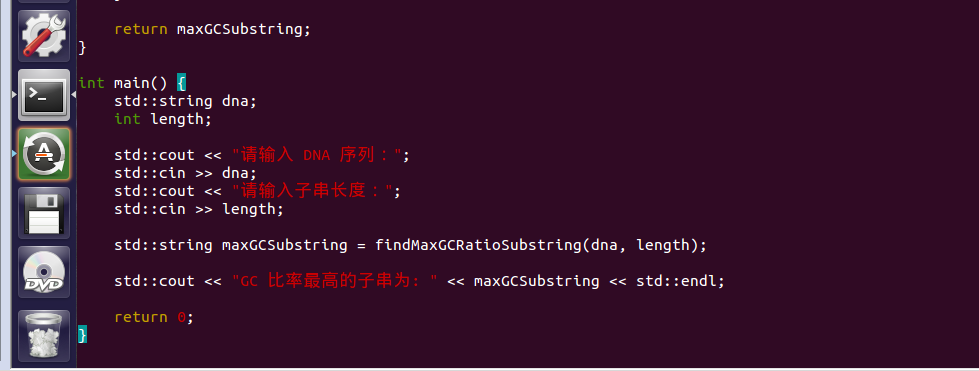 return maxGCSubstring;
}
int main() {
std::string dna;
int length;
std::cout << "请输入 DNA 序列：";
std::cin >> dna;
std::cout << "请输入子串长度：";
std::cin >> length;
std::string maxGCSubstring = findMaxGCRatioSubstring(dna, length);
std::cout << "GC 比率最高的子串为: " << maxGCSubstring << std::endl;
return 0;
}
>_
A
DVD